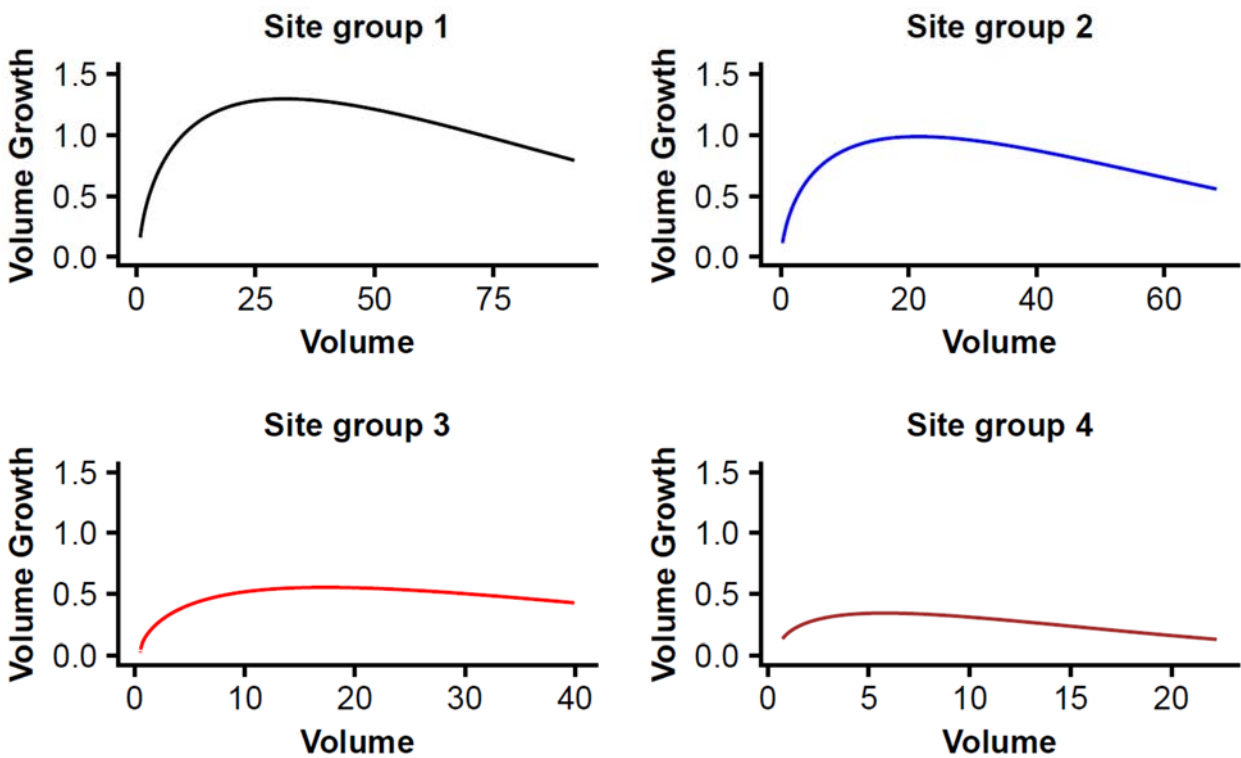 Site group 1
Volume Growth
1.5
1.0
0.5
0.0
0 25 50 75
Volume
Site group 2
Volume Growth
1.5
1.0
0.5
0.0
0 20 40 60
Volume
Site group 3
Volume Growth
1.5
1.0
0.5
0.0
0 10 20 30 40
Volume
Site group 4
Volume Growth
1.5
1.0
0.5
0.0
0 5 10 15 20
Volume